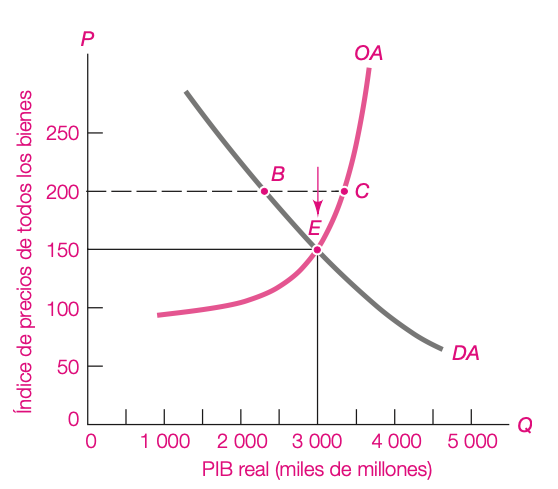 P
OA
Índice de precios de todos los bienes
250
B
200
C
E
150
100
DA
50
0
Q
0 1 000 2 000 3 000 4 000 5 000
PIB real (miles de millones)